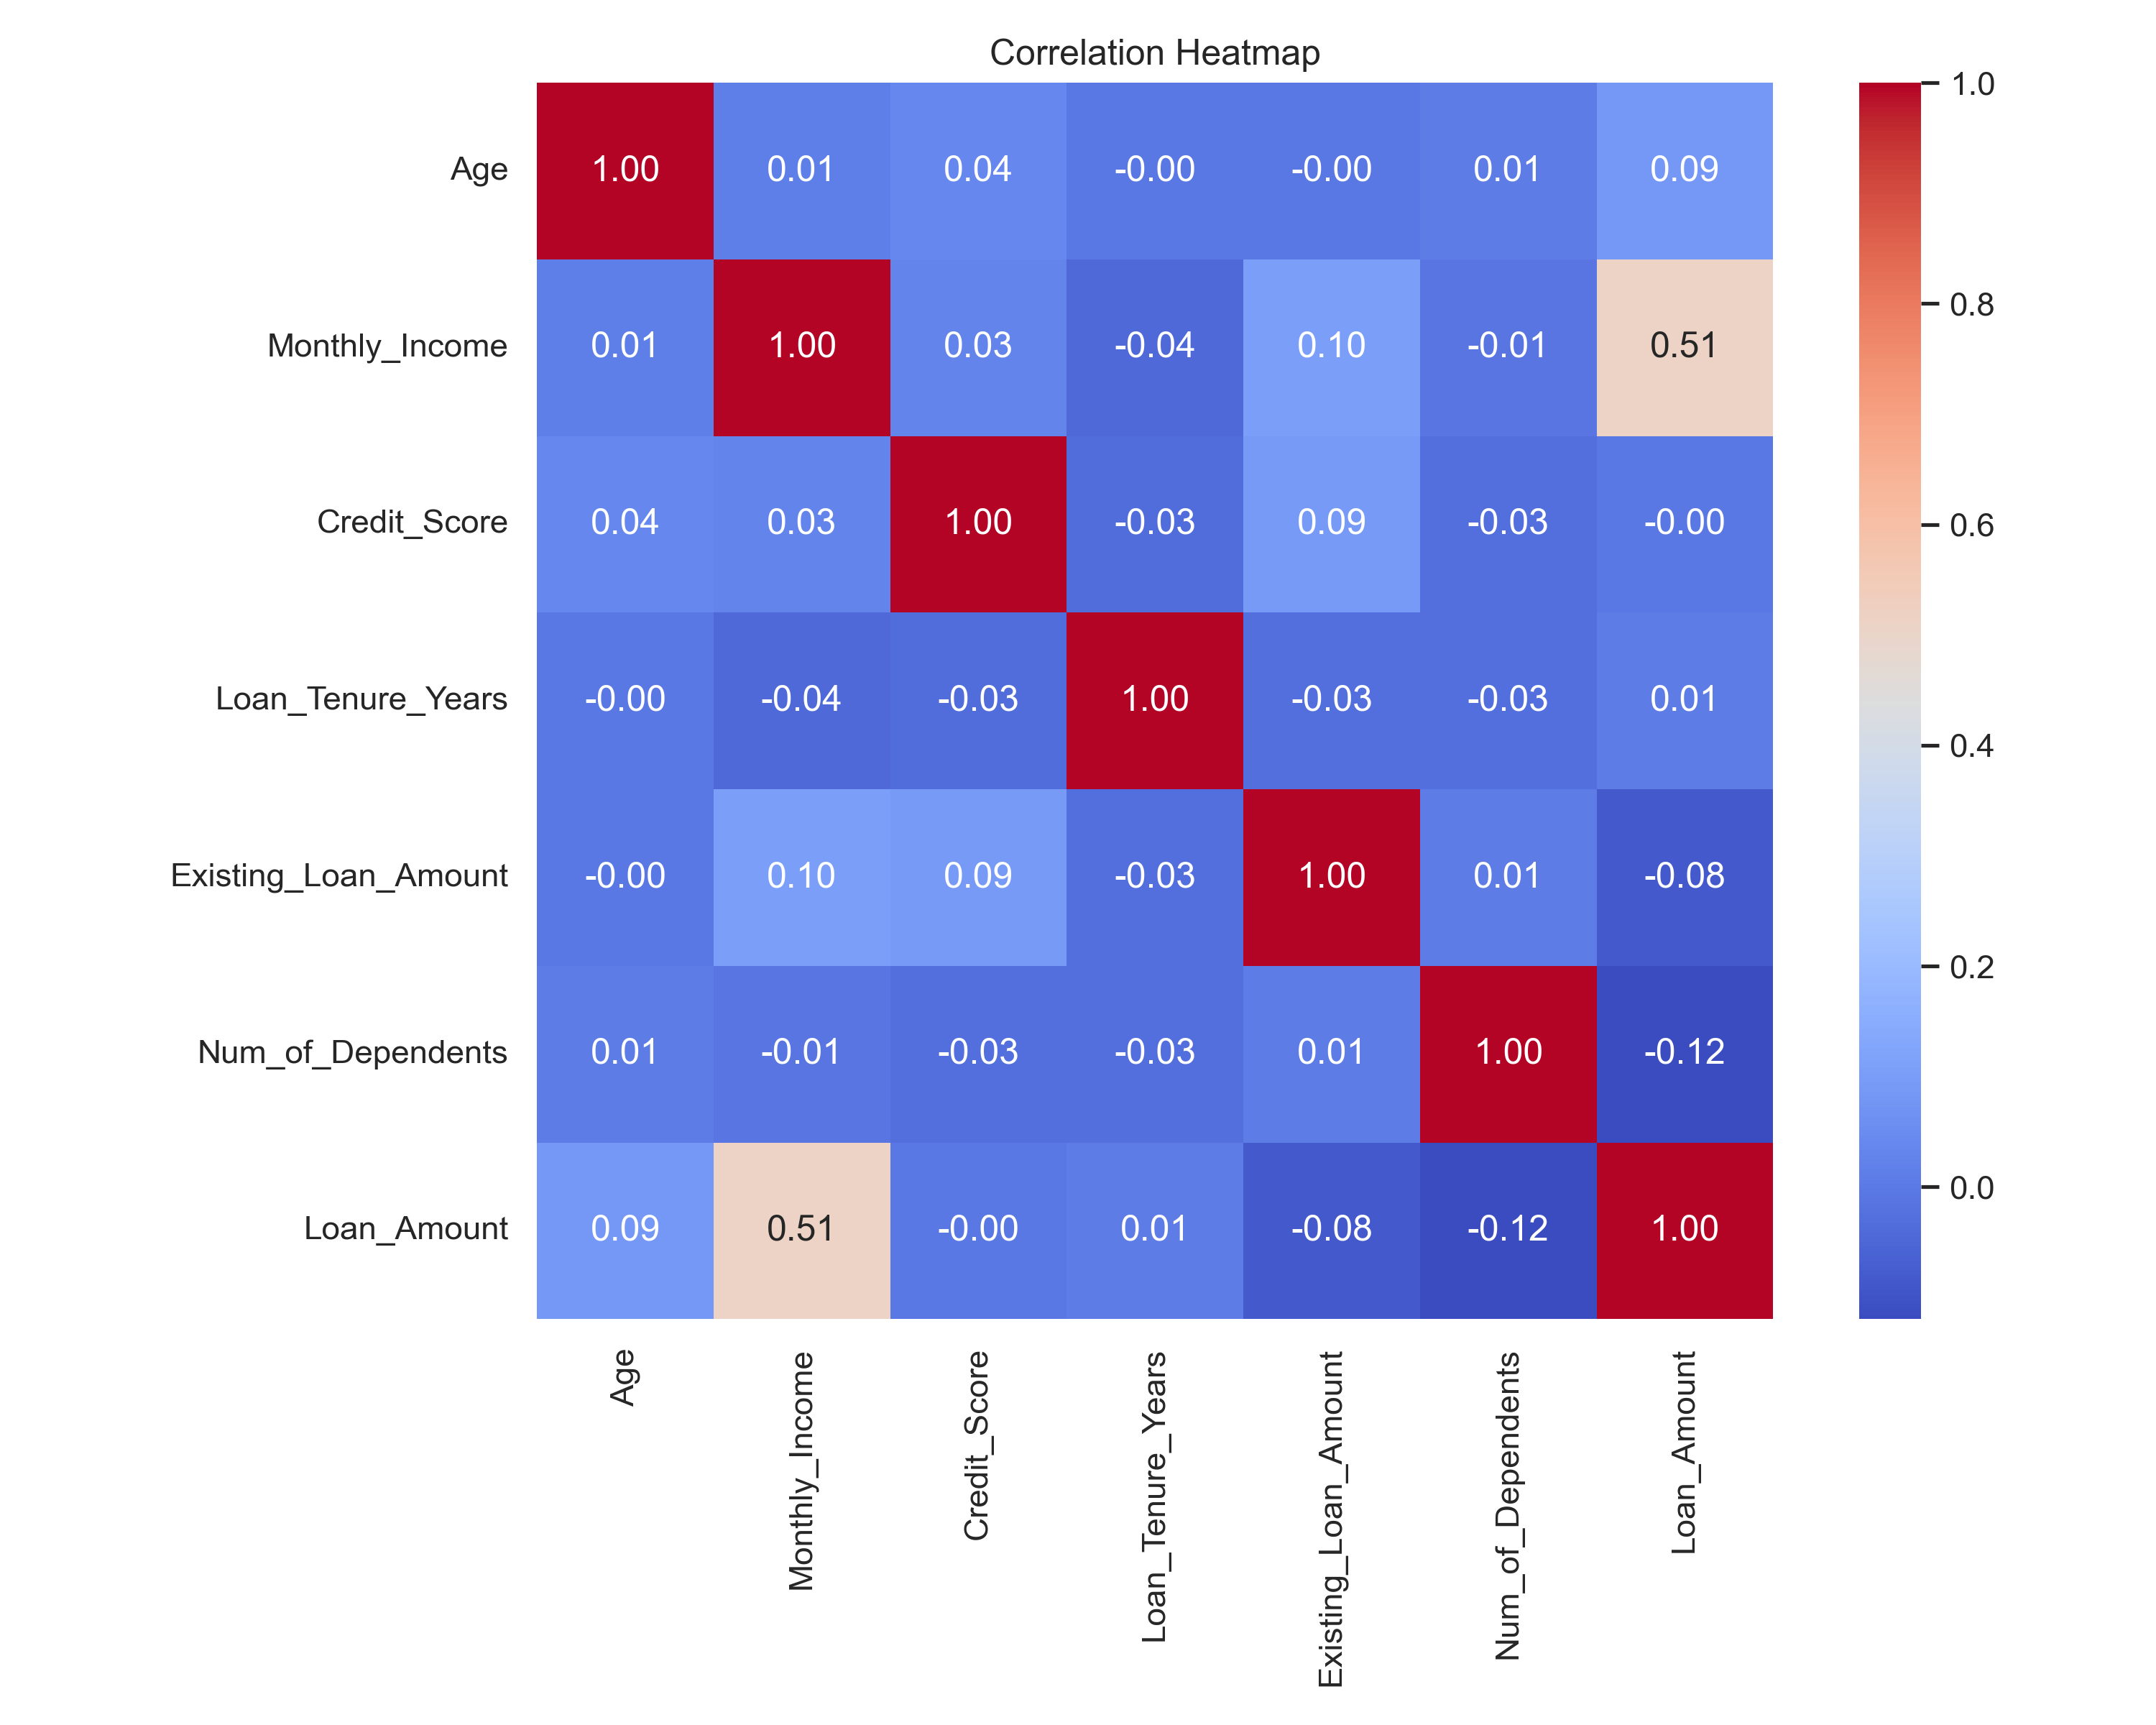 Correlation Heatmap
Age 1.00 0.01 0.04 -0.00 -0.00 0.01 0.09
Monthly_Income 0.01 1.00 0.03 -0.04 0.10 -0.01 0.51
Credit_Score 0.04 0.03 1.00 -0.03 0.09 -0.03 -0.00
Loan_Tenure_Years -0.00 -0.04 -0.03 1.00 -0.03 -0.03 0.01
Existing_Loan_Amount -0.00 0.10 0.09 -0.03 1.00 0.01 -0.08
Num_of_Dependents 0.01 -0.01 -0.03 -0.03 0.01 1.00 -0.12
Loan_Amount 0.09 0.51 -0.00 0.01 -0.08 -0.12 1.00
Age
Monthly_Income
Credit_Score
Loan_Tenure_Years
Existing_Loan_Amount
Num_of_Dependents
Loan_Amount
1.0
0.8
0.6
0.4
0.2
0.0